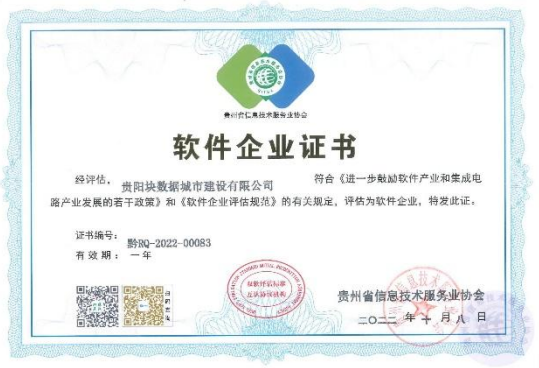 贵州省信息技术服务业协会
软件企业证书
经评估，贵阳块数据城市建设有限公司 符合《进一步鼓励软件产业和集成电
路产业发展的若干政策》和《软件企业评估规范》的有关规定，评估为软件企业，特发此证。
证书编号：黔RQ-2022-00083
有效期：一年
贵州省信息技术服务业协会
二〇二二年十月八日